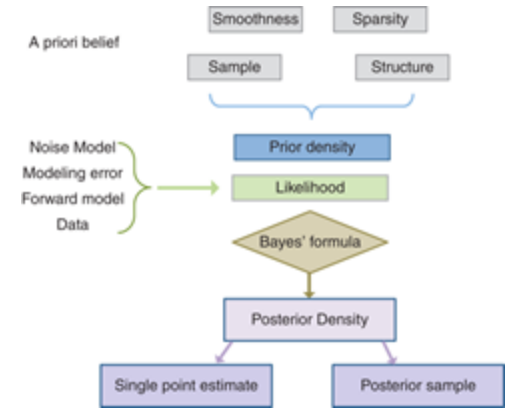 Smoothness
Sparsity
A priori belief
Sample
Structure
Prior density
Noise Model
Modeling error
Forward model
Data
Likelihood
Bayes' formula
Posterior Density
Single point estimate
Posterior sample